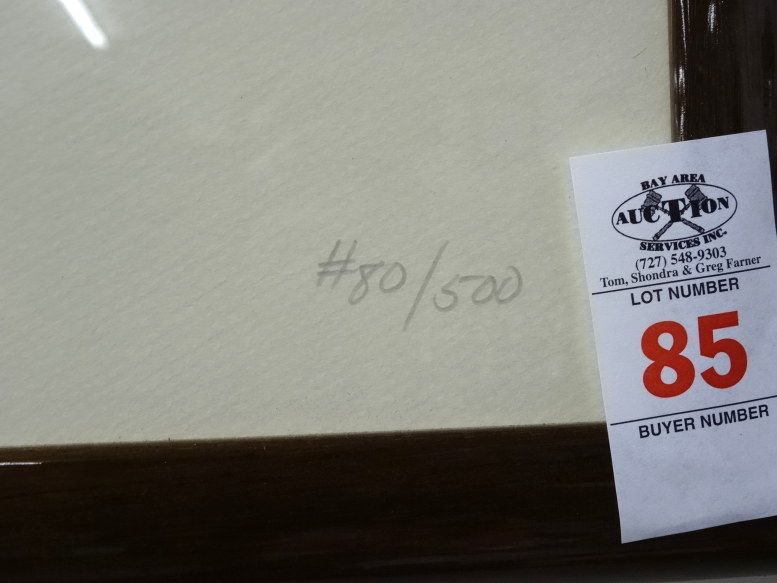 #80/500
BAY AREA
AUCTION
SERVICES INC.
(727) 548-9303
Tom, Shondra & Greg Farner
LOT NUMBER
85
BUYER NUMBER